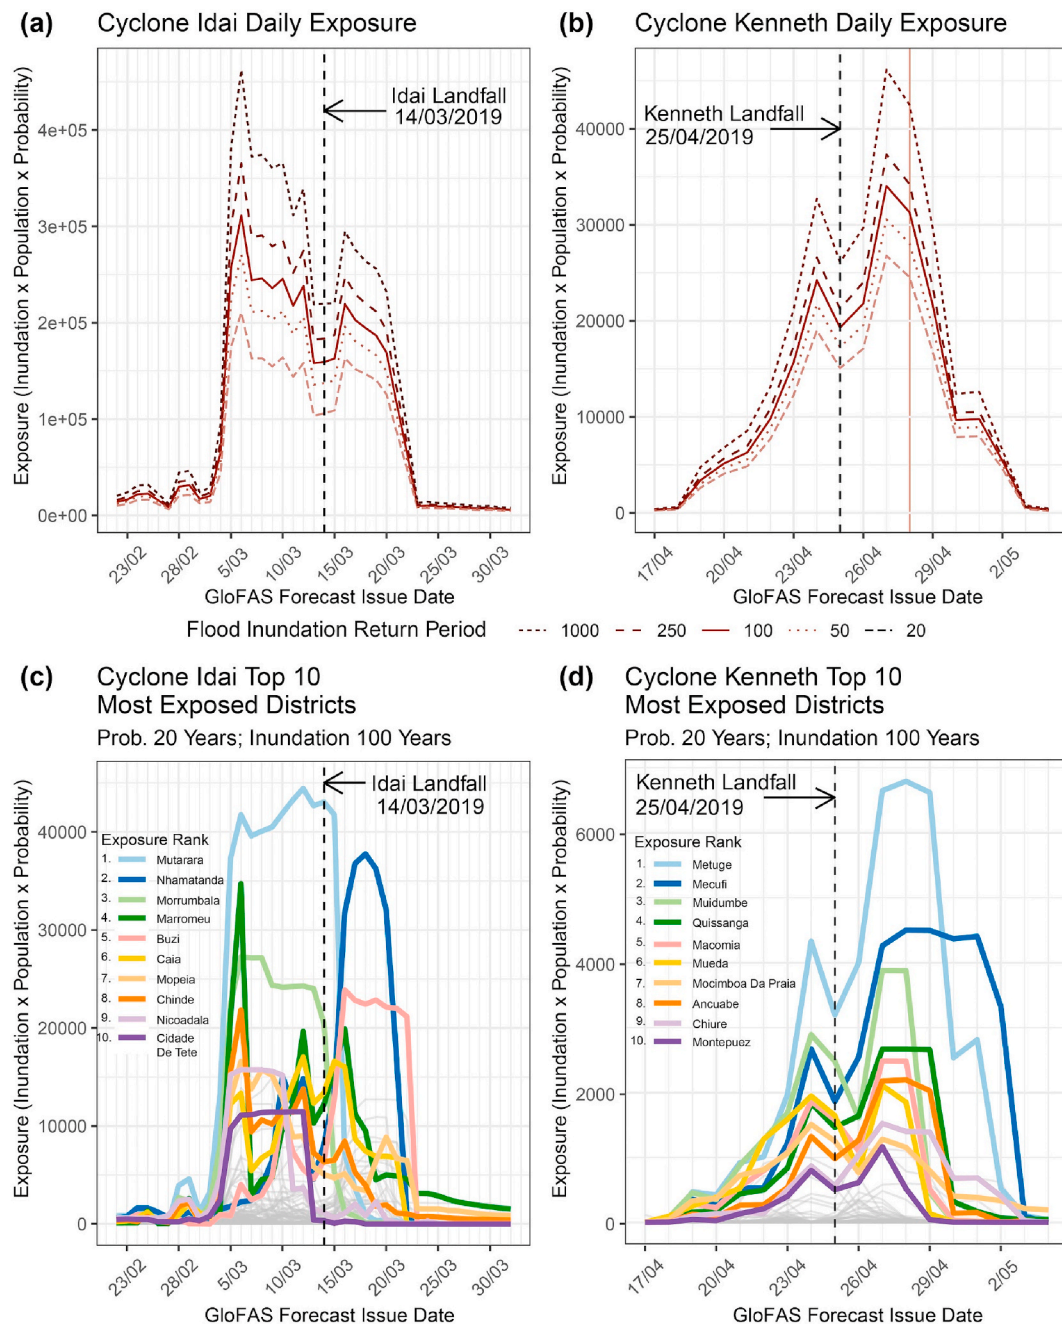 (a) Cyclone Idai Daily Exposure
Exposure (Inundation x Population x Probability)
4e+05
3e+05
2e+05
1e+05
0e+00
Idai Landfall
14/03/2019
23/02 28/02 5/03 10/03 15/03 20/03 25/03 30/03
GloFAS Forecast Issue Date
(b) Cyclone Kenneth Daily Exposure
Exposure (Inundation x Population x Probability)
40000
30000
20000
10000
0
Kenneth Landfall
25/04/2019
17/04 20/04 23/04 26/04 29/04 2/05
GloFAS Forecast Issue Date
Flood Inundation Return Period 1000 250 100 50 20
(c) Cyclone Idai Top 10
Most Exposed Districts
Prob. 20 Years; Inundation 100 Years
Exposure (Inundation x Population x Probability)
40000
30000
20000
10000
0
Idai Landfall
14/03/2019
Exposure Rank
1. Mutarara
2. Nhamatanda
3. Morrumbala
4. Marromeu
5. Buzi
6. Caia
7. Mopeia
8. Chinde
9. Nicoadala
10. Cidade
De Tete
23/02 28/02 5/03 10/03 15/03 20/03 25/03 30/03
GloFAS Forecast Issue Date
(d) Cyclone Kenneth Top 10
Most Exposed Districts
Prob. 20 Years; Inundation 100 Years
Exposure (Inundation x Population x Probability)
6000
4000
2000
0
Kenneth Landfall
25/04/2019
Exposure Rank
1. Metuge
2. Mecufi
3. Muidumbe
4. Quissanga
5. Macomia
6. Mueda
7. Mocimboa Da Praia
8. Ancuabe
9. Chiure
10. Montepuez
17/04 20/04 23/04 26/04 29/04 2/05
GloFAS Forecast Issue Date